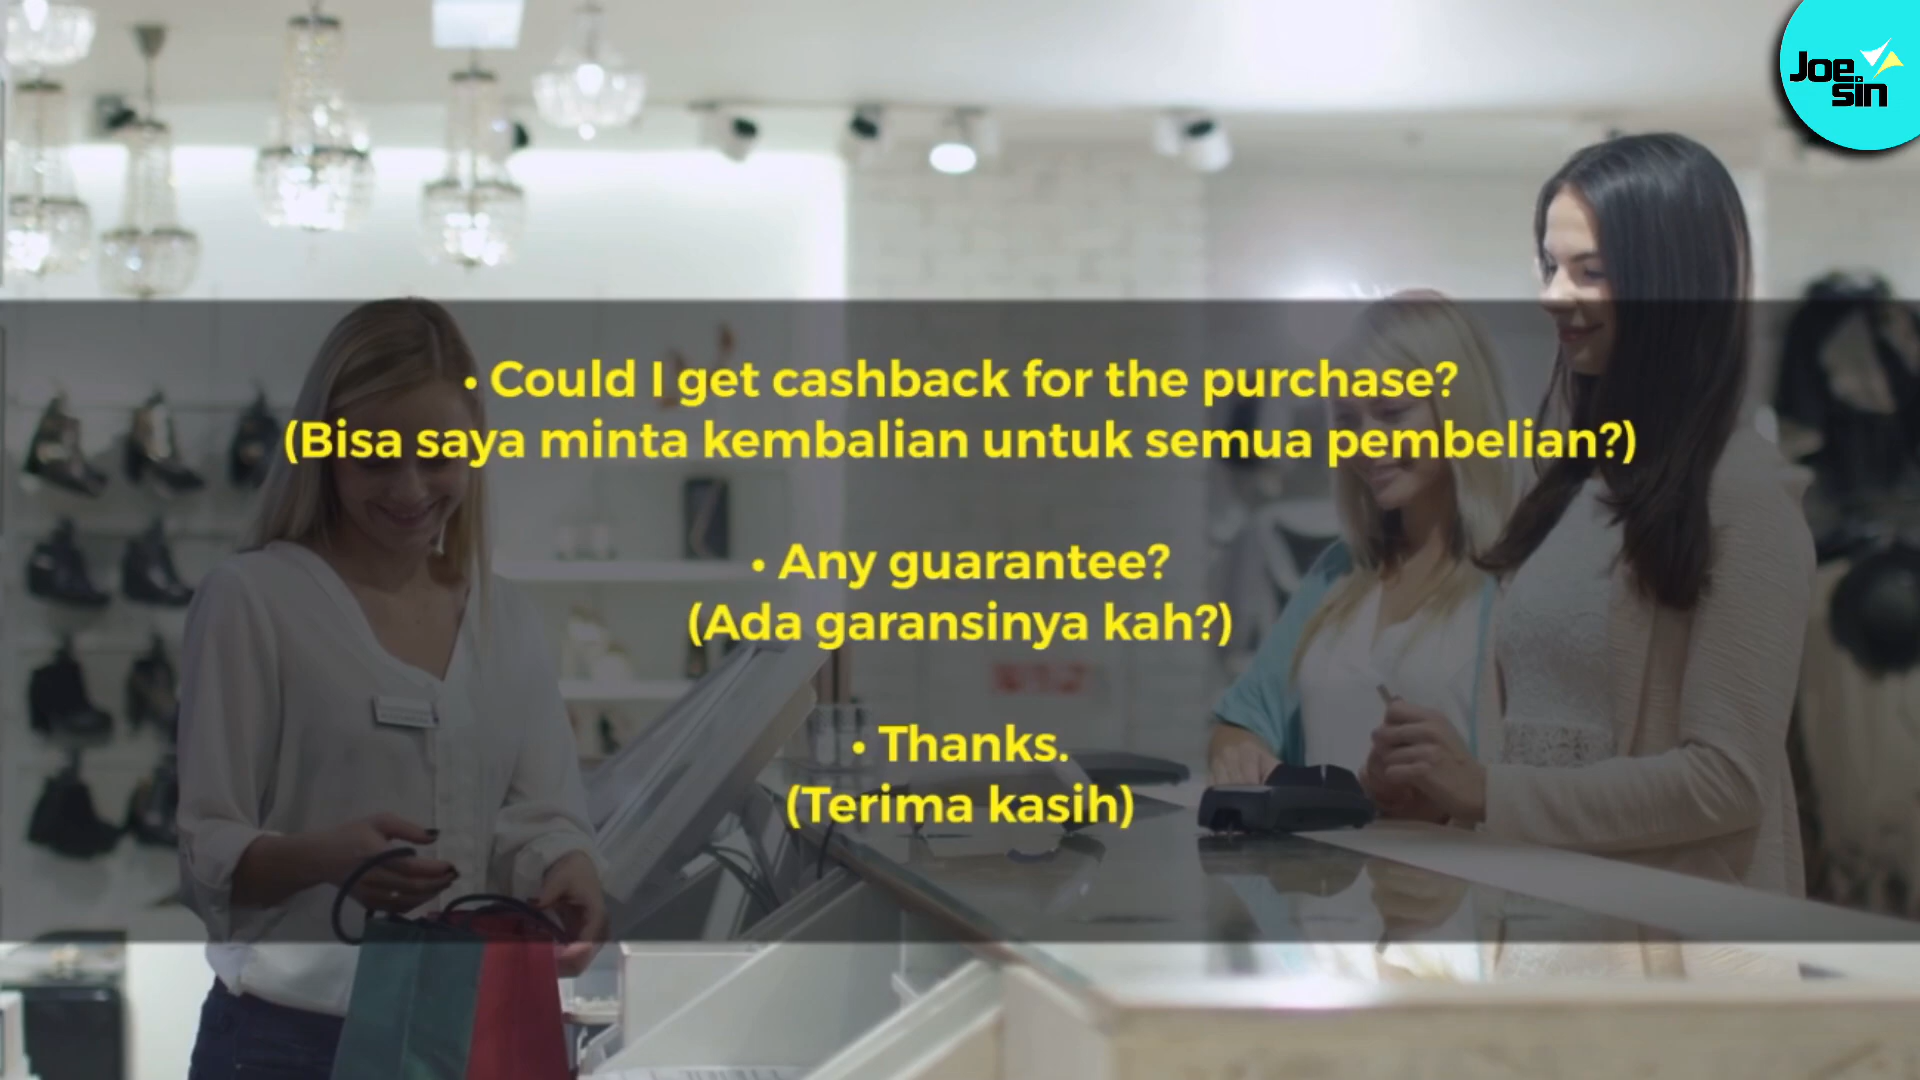 Joe
sin
• Could I get cashback for the purchase?
(Bisa saya minta kembalian untuk semua pembelian?)
• Any guarantee?
(Ada garansinya kah?)
• Thanks.
(Terima kasih)